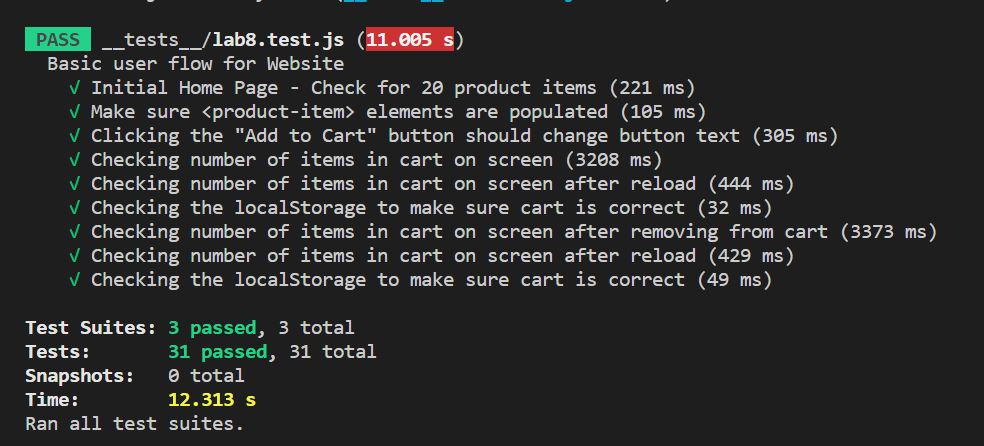 PASS __tests__/lab8.test.js (11.005 s)
Basic user flow for Website
√ Initial Home Page - Check for 20 product items (221 ms)
√ Make sure <product-item> elements are populated (105 ms)
√ Clicking the "Add to Cart" button should change button text (305 ms)
√ Checking number of items in cart on screen (3208 ms)
√ Checking number of items in cart on screen after reload (444 ms)
√ Checking the localStorage to make sure cart is correct (32 ms)
√ Checking number of items in cart on screen after removing from cart (3373 ms)
√ Checking number of items in cart on screen after reload (429 ms)
√ Checking the localStorage to make sure cart is correct (49 ms)
Test Suites: 3 passed, 3 total
Tests: 31 passed, 31 total
Snapshots: 0 total
Time: 12.313 s
Ran all test suites.